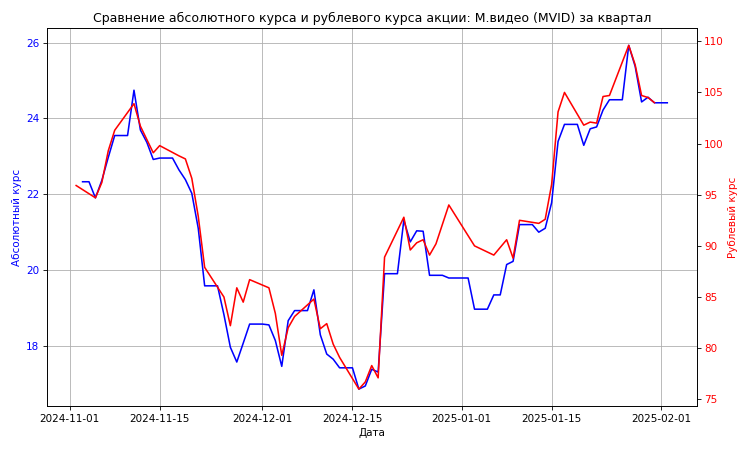 Сравнение абсолютного курса и рублевого курса акции: М.видео (MVID) за квартал
26
24
22
20
18
Абсолютный курс
110
105
100
95
90
85
80
75
Рублевый курс
2024-11-01 2024-11-15 2024-12-01 2024-12-15 2025-01-01 2025-01-15 2025-02-01
Дата